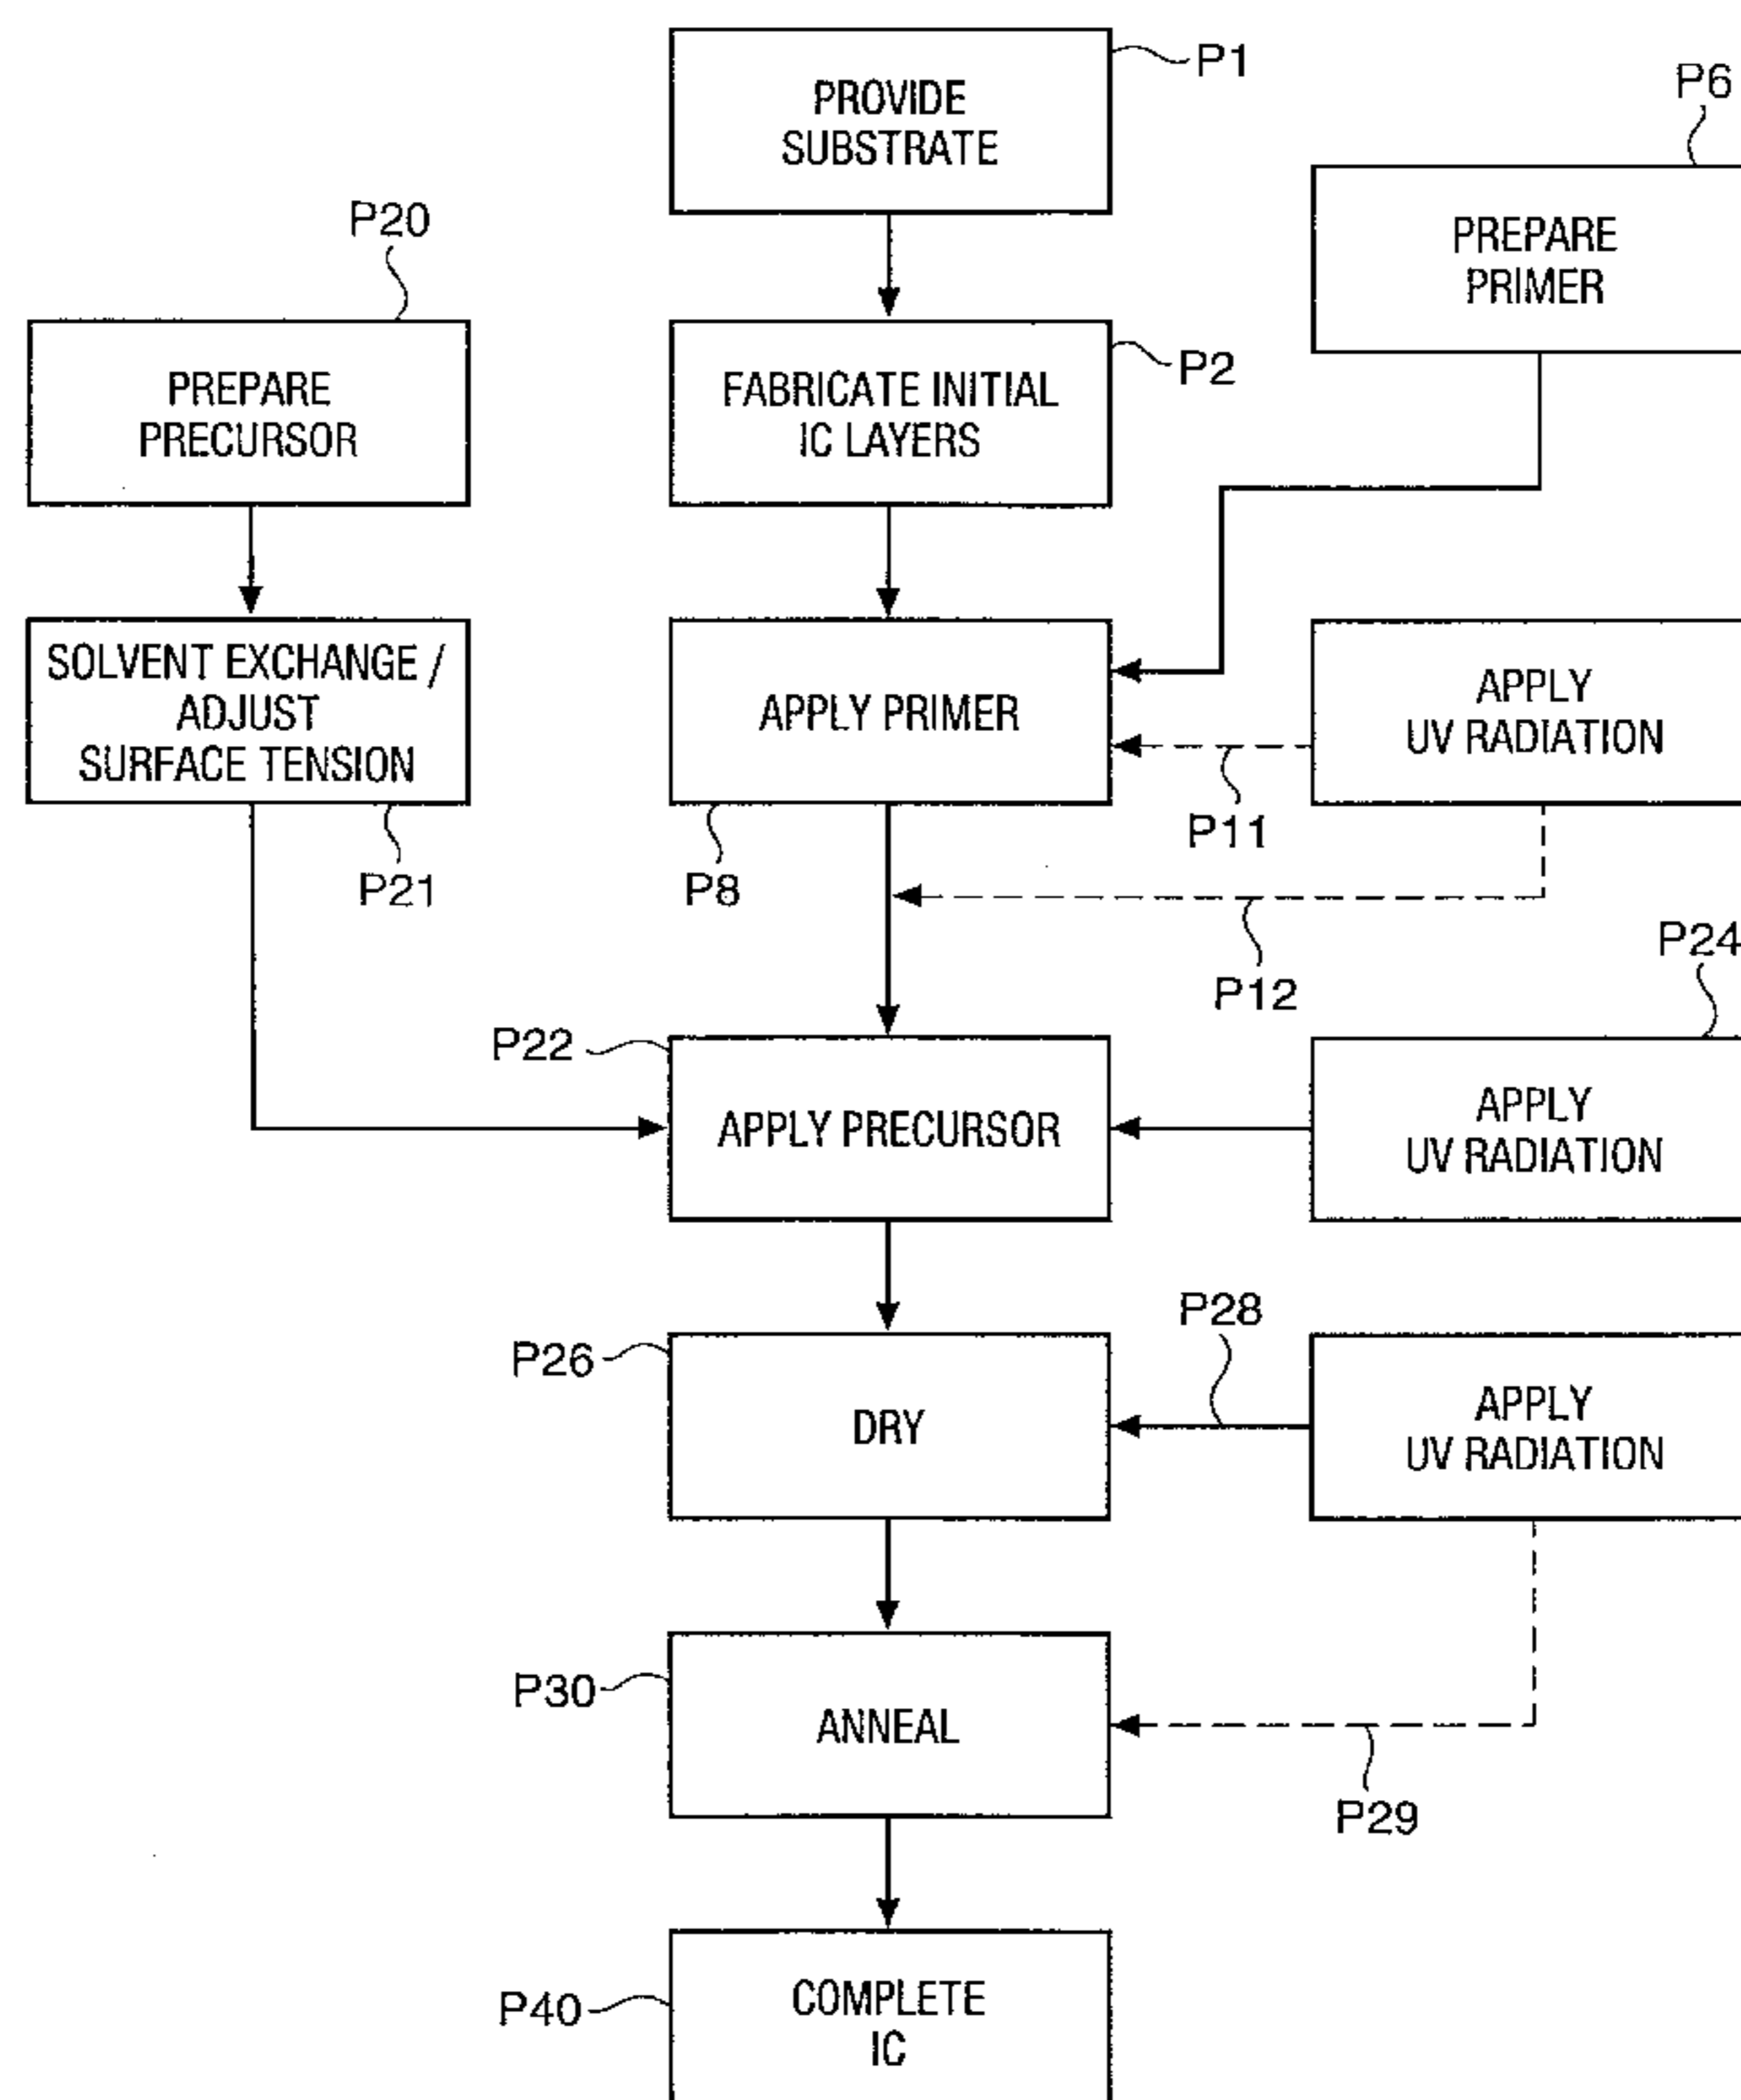 PROVIDE
SUBSTRATE
P1
P6
PREPARE
PRIMER
P20
PREPARE
PRECURSOR
FABRICATE INITIAL
IC LAYERS
P2
SOLVENT EXCHANGE /
ADJUST
SURFACE TENSION
P21
APPLY PRIMER
P8
APPLY
UV RADIATION
P11
P12
P24
P22
APPLY PRECURSOR
APPLY
UV RADIATION
P28
P26
DRY
APPLY
UV RADIATION
P30
ANNEAL
P29
P40
COMPLETE
IC